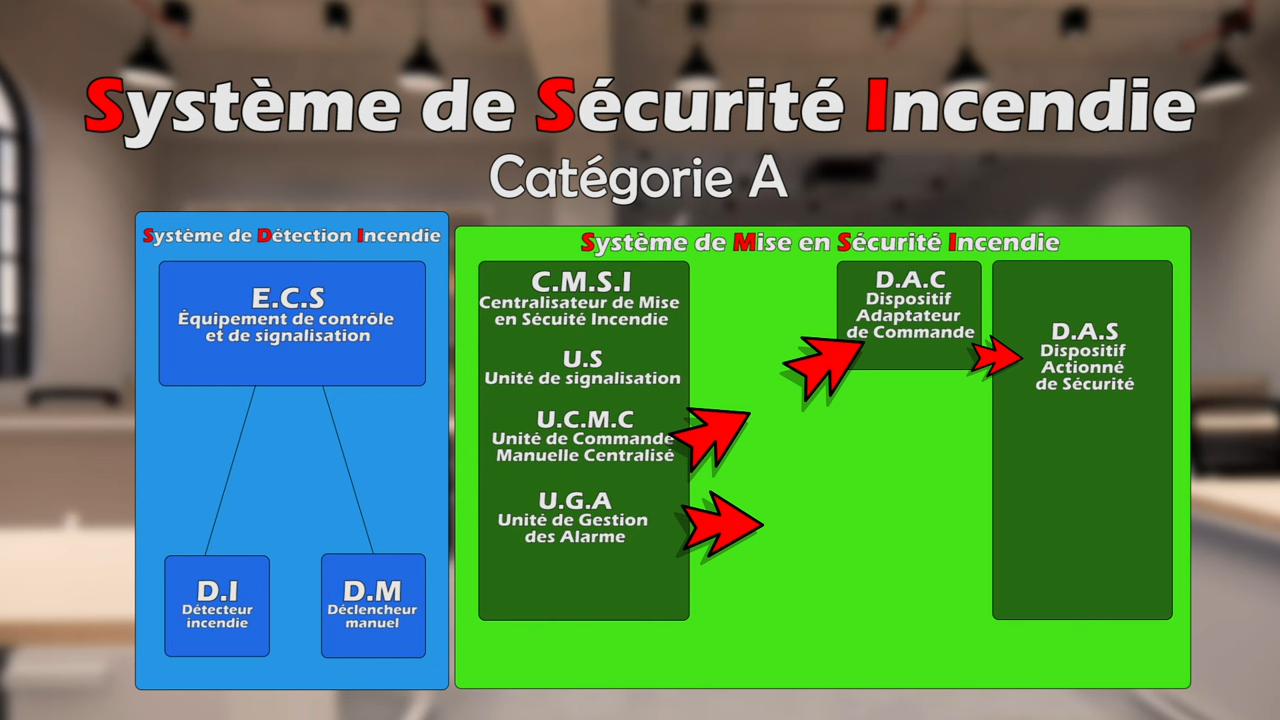 Système de Sécurité Incendie
Catégorie A
Système de Détection Incendie
E.C.S
Équipement de contrôle
et de signalisation
D.I
Détecteur
incendie
D.M
Déclencheur
manuel
Système de Mise en Sécurité Incendie
C.M.S.I
Centralisateur de Mise
en Sécuité Incendie
U.S
Unité de signalisation
U.C.M.C
Unité de Commande
Manuelle Centralisé
U.G.A
Unité de Gestion
des Alarme
D.A.C
Dispositif
Adaptateur
de Commande
D.A.S
Dispositif
Actionné
de Sécurité